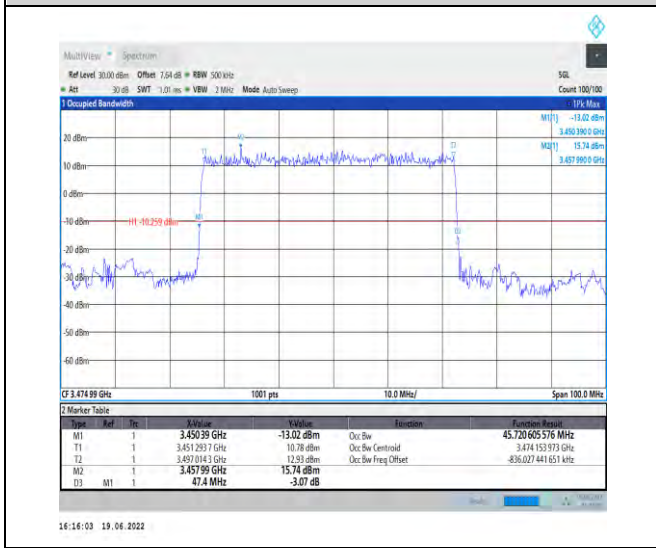 MultiView Spectrum
Ref Level 30.00 dBm Offset 7.64 dB RBW 500 kHz SGL
Att 30 dB SWT 1.01 ms VBW 2 MHz Mode Auto Sweep Count 100/100
1 Occupied Bandwidth 1Pk Max
M1[1] -13.02 dBm
3.450 390 0 GHz
M2[1] 15.74 dBm
3.457 990 0 GHz
20 dBm
M2
T1
T2
10 dBm
0 dBm
-10 dBm
H1 -10.259 dBm
M1
D3
-20 dBm
-30 dBm
-40 dBm
-50 dBm
-60 dBm
CF 3.474 99 GHz 1001 pts 10.0 MHz/ Span 100.0 MHz
2 Marker Table
Type Ref Trc X-Value Y-Value Function Function Result
M1 1 3.45039 GHz -13.02 dBm Occ Bw 45.720 605 576 MHz
T1 1 3.451 293 7 GHz 10.78 dBm Occ Bw Centroid 3.474 153 973 GHz
T2 1 3.497 014 3 GHz 12.93 dBm Occ Bw Freq Offset -836.027 441 651 kHz
M2 1 3.45799 GHz 15.74 dBm
D3 M1 1 47.4 MHz -3.07 dB
16:16:03 19.06.2022